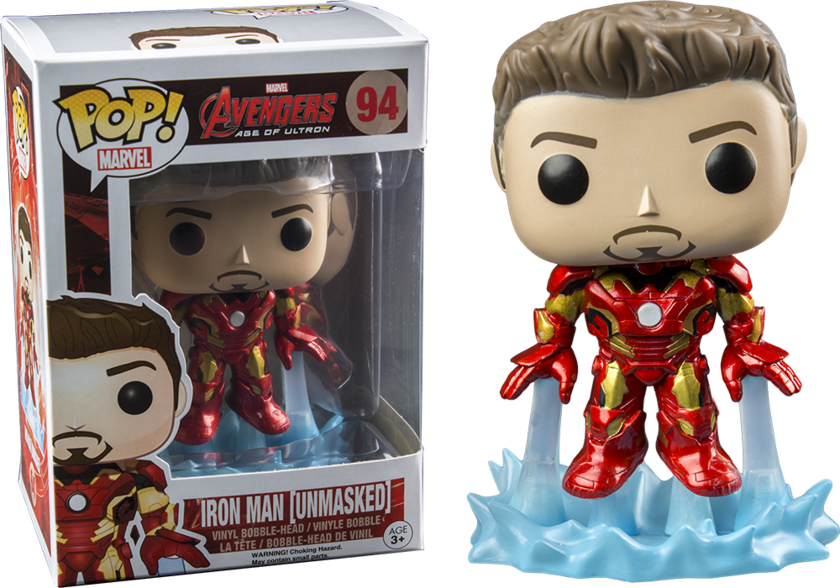 POP!
MARVEL
MARVEL
AVENGERS
AGE OF ULTRON
94
IRON MAN [UNMASKED]
VINYL BOBBLE-HEAD / VINYLE BOBBLE
LA TÊTE / BOBBLE-HEAD DE VINIL
WARNING! Choking Hazard.
May contain small parts.
AGE
3+